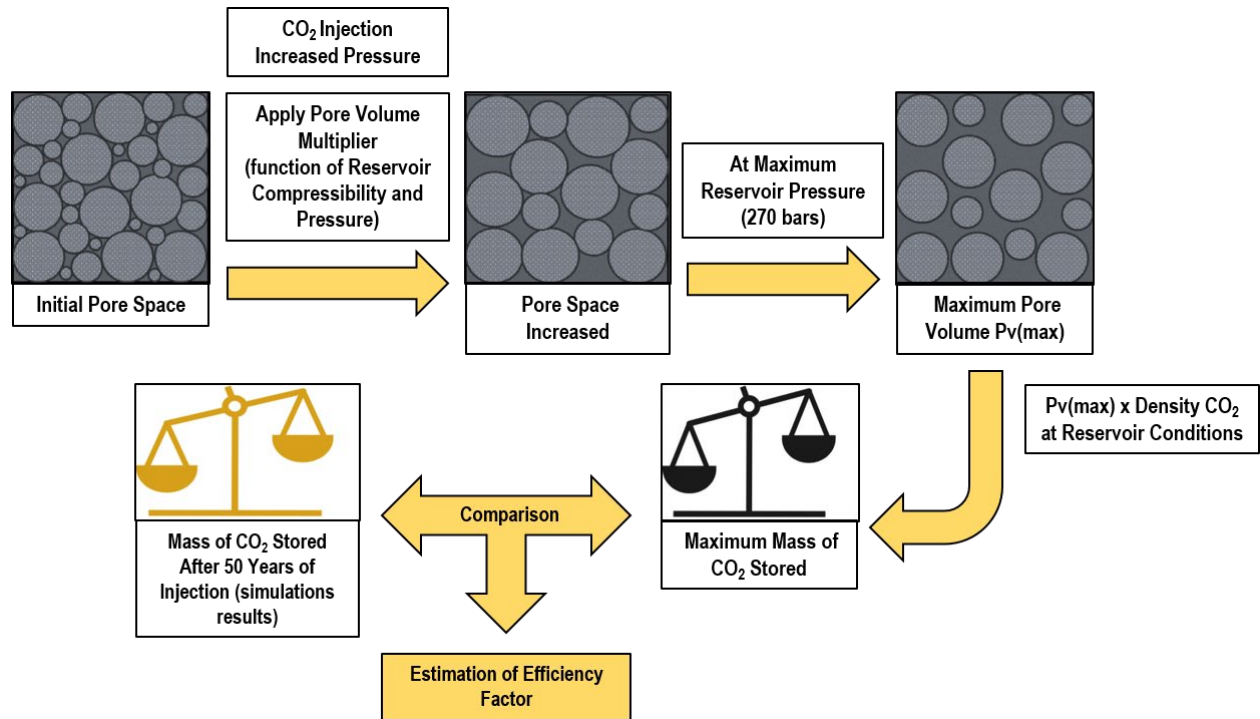 CO₂ Injection
Increased Pressure
Apply Pore Volume
Multiplier
(function of Reservoir
Compressibility and
Pressure)
At Maximum
Reservoir Pressure
(270 bars)
Initial Pore Space
Pore Space
Increased
Maximum Pore
Volume Pv(max)
Pv(max) x Density CO₂
at Reservoir Conditions
Comparison
Mass of CO₂ Stored
After 50 Years of
Injection (simulations
results)
Maximum Mass of
CO₂ Stored
Estimation of Efficiency
Factor